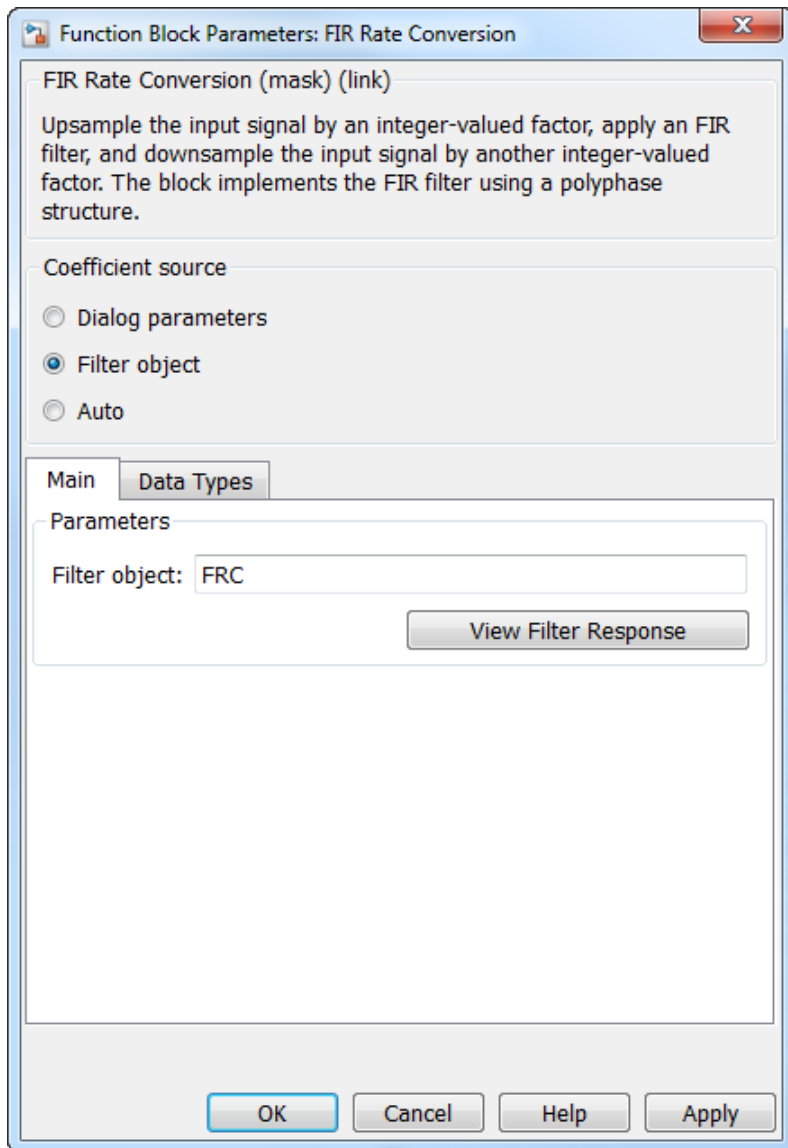 Function Block Parameters: FIR Rate Conversion
X
FIR Rate Conversion (mask) (link)
Upsample the input signal by an integer-valued factor, apply an FIR
filter, and downsample the input signal by another integer-valued
factor. The block implements the FIR filter using a polyphase
structure.
Coefficient source
Dialog parameters
Filter object
Auto
Main Data Types
Parameters
Filter object: FRC
View Filter Response
OK Cancel Help Apply